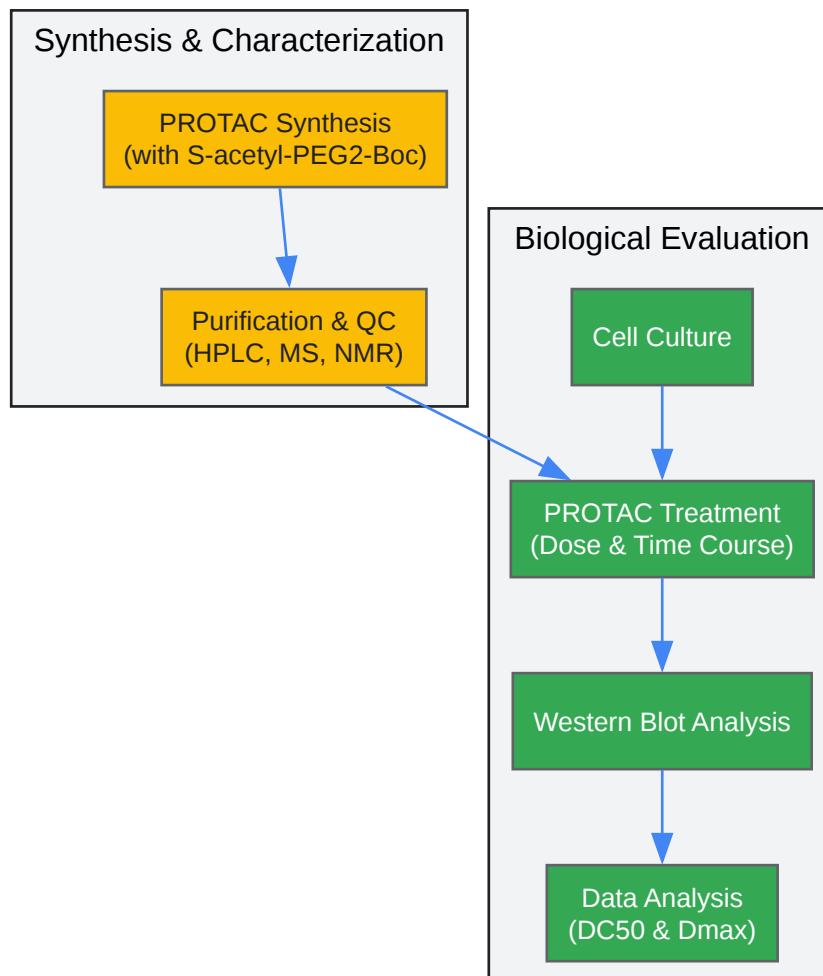 Synthesis & Characterization
PROTAC Synthesis
(with S-acetyl-PEG2-Boc)
Purification & QC
(HPLC, MS, NMR)
Biological Evaluation
Cell Culture
PROTAC Treatment
(Dose & Time Course)
Western Blot Analysis
Data Analysis
(DC50 & Dmax)